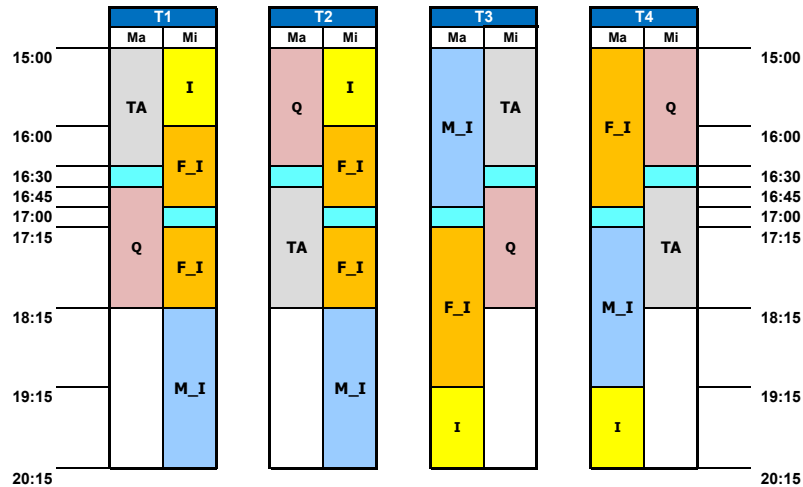 T1 T2 T3 T4
Ma Mi Ma Mi Ma Mi Ma Mi
15:00 15:00
I I
TA Q TA Q
M_I F_I
16:00 16:00
F_I F_I
16:30 16:30
16:45 16:45
17:00 17:00
17:15 17:15
Q TA Q TA
F_I F_I
F_I M_I
18:15 18:15
M_I M_I
19:15 19:15
I I
20:15 20:15